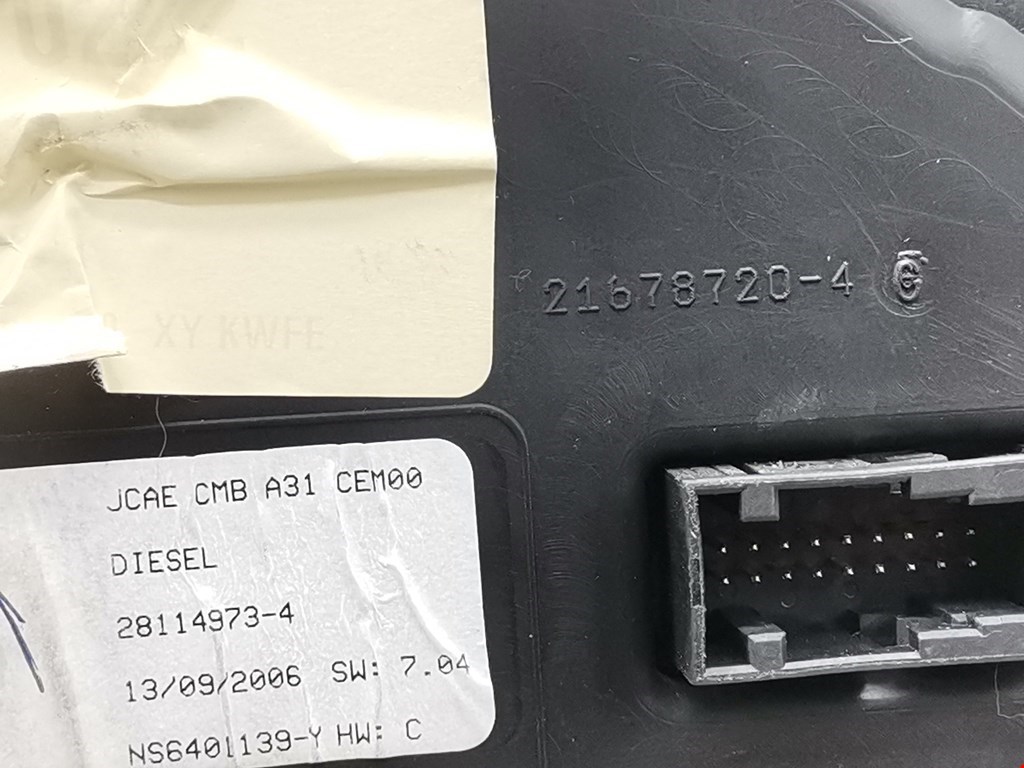 XY KWFE
21678720-4 G
JCAE CMB A31 CEM00
DIESEL
28114973-4
13/09/2006 SW: 7.04
NS6401139-Y HW: C